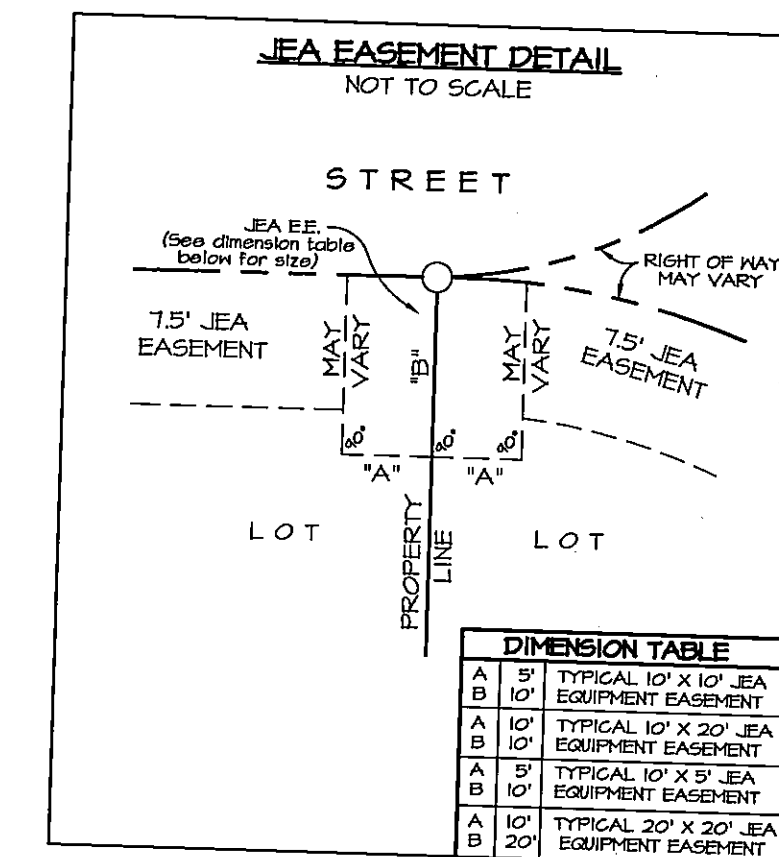 JEA EASEMENT DETAIL
NOT TO SCALE
STREET
JEA E.E.
(See dimension table
below for size)
RIGHT OF WAY
MAY VARY
7.5' JEA
EASEMENT
MAY
VARY
"B"
MAY
VARY
7.5' JEA
EASEMENT
90°
90°
90°
"A"
"A"
LOT
PROPERTY
LINE
LOT
DIMENSION TABLE
A 5' TYPICAL 10' X 10' JEA
B 10' EQUIPMENT EASEMENT
A 10' TYPICAL 10' X 20' JEA
B 10' EQUIPMENT EASEMENT
A 5' TYPICAL 10' X 5' JEA
B 10' EQUIPMENT EASEMENT
A 10' TYPICAL 20' X 20' JEA
B 20' EQUIPMENT EASEMENT